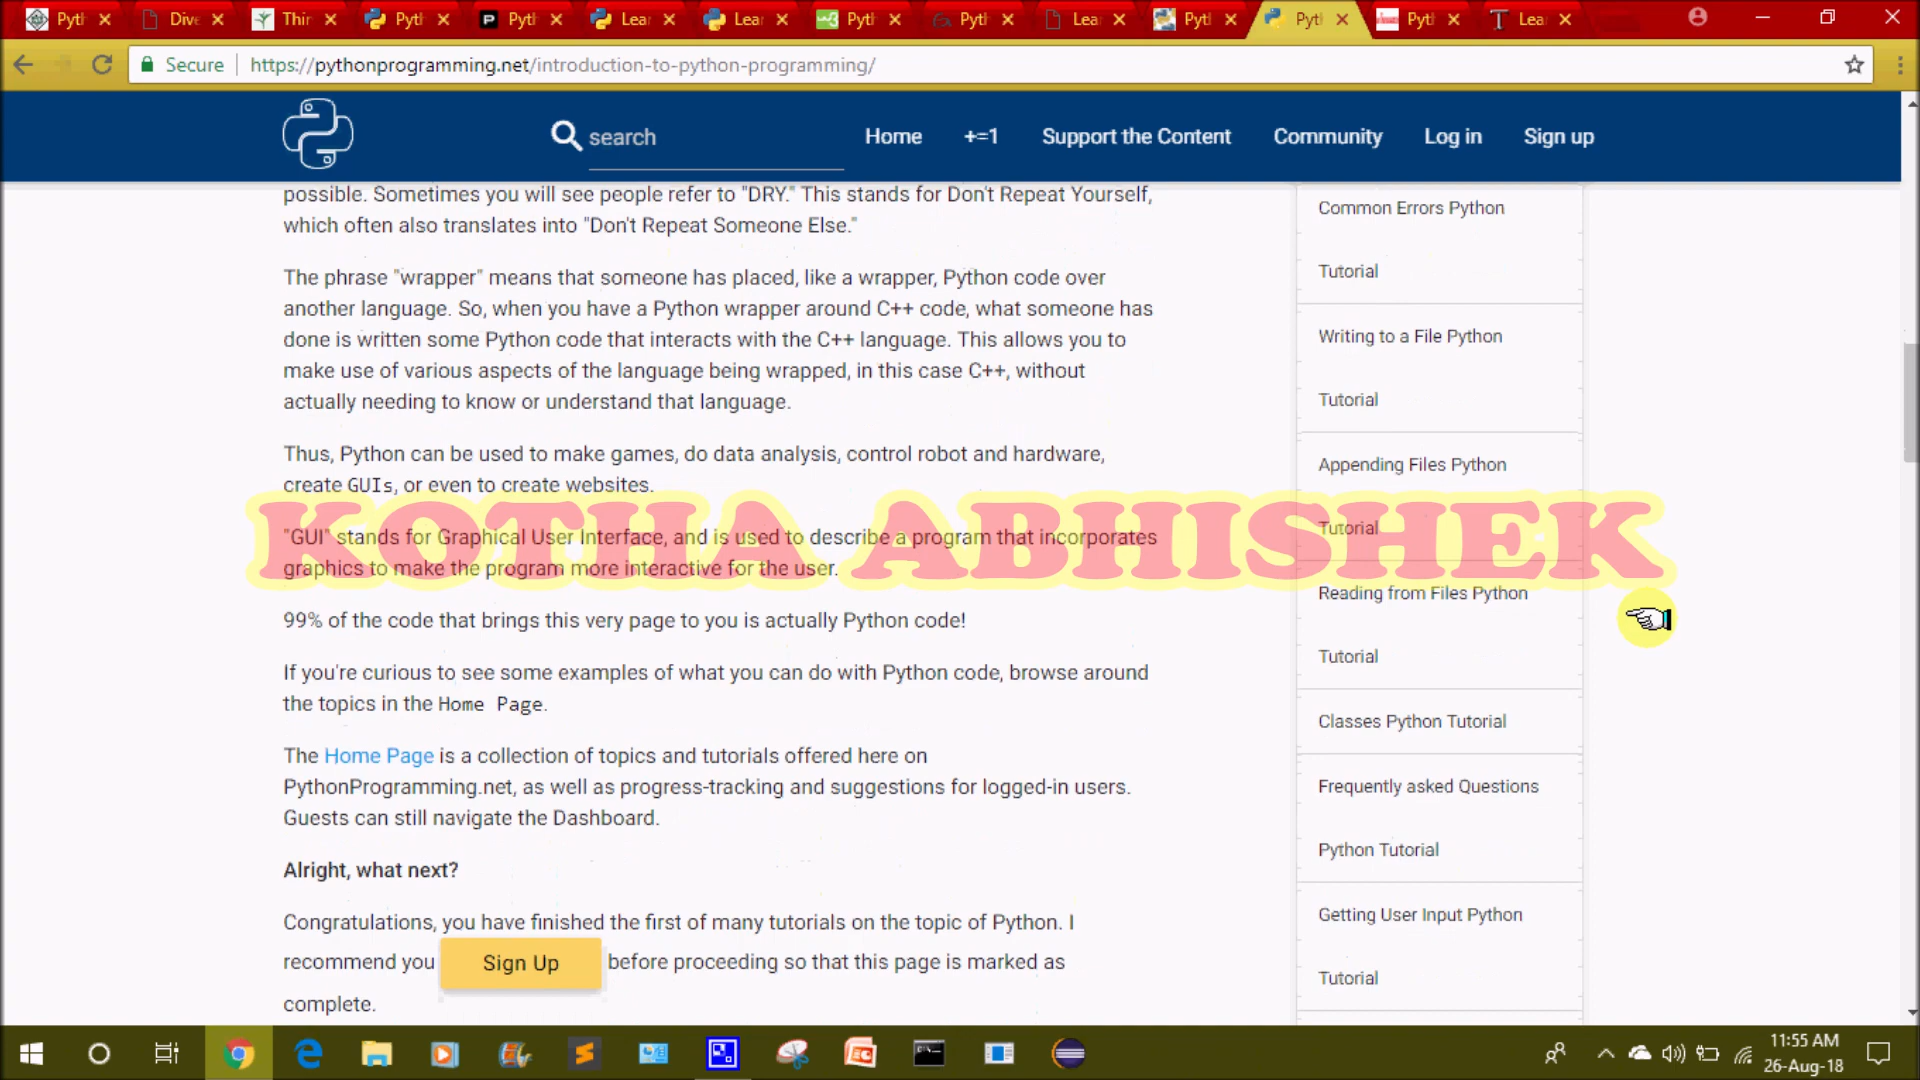 Pyth
Dive
Thin
Pyth
Pyth
Lear
Lear
Pyth
Pyth
Lear
Pyth
Pyth
Pyth
Lear
Secure
https://pythonprogramming.net/introduction-to-python-programming/
search
Home
+=1
Support the Content
Community
Log in
Sign up
possible. Sometimes you will see people refer to "DRY." This stands for Don't Repeat Yourself,
which often also translates into "Don't Repeat Someone Else."
The phrase "wrapper" means that someone has placed, like a wrapper, Python code over
another language. So, when you have a Python wrapper around C++ code, what someone has
done is written some Python code that interacts with the C++ language. This allows you to
make use of various aspects of the language being wrapped, in this case C++, without
actually needing to know or understand that language.
Thus, Python can be used to make games, do data analysis, control robot and hardware,
create GUIs, or even to create websites.
KOTHA ABHISHEK
"GUI" stands for Graphical User Interface, and is used to describe a program that incorporates
graphics to make the program more interactive for the user.
99% of the code that brings this very page to you is actually Python code!
If you're curious to see some examples of what you can do with Python code, browse around
the topics in the Home Page.
The Home Page is a collection of topics and tutorials offered here on
PythonProgramming.net, as well as progress-tracking and suggestions for logged-in users.
Guests can still navigate the Dashboard.
Alright, what next?
Congratulations, you have finished the first of many tutorials on the topic of Python. I
recommend you Sign Up before proceeding so that this page is marked as
complete.
Common Errors Python
Tutorial
Writing to a File Python
Tutorial
Appending Files Python
Tutorial
Reading from Files Python
Tutorial
Classes Python Tutorial
Frequently asked Questions
Python Tutorial
Getting User Input Python
Tutorial
11:55 AM
26-Aug-18